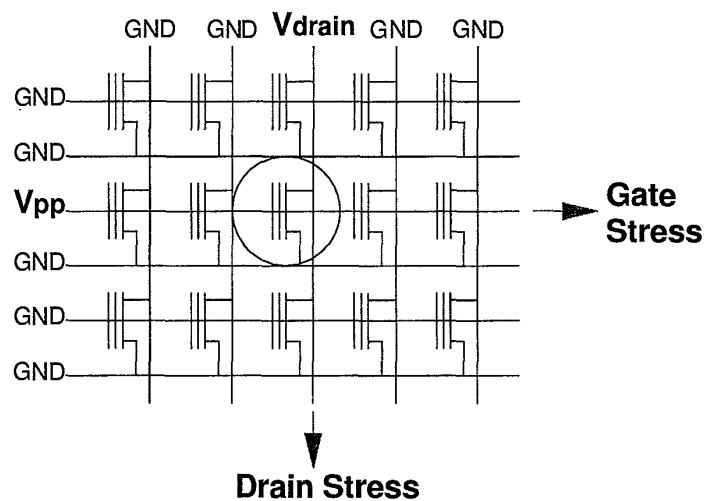 GND GND Vdrain GND GND
GND
GND
Vpp
Gate
Stress
GND
GND
GND
Drain Stress